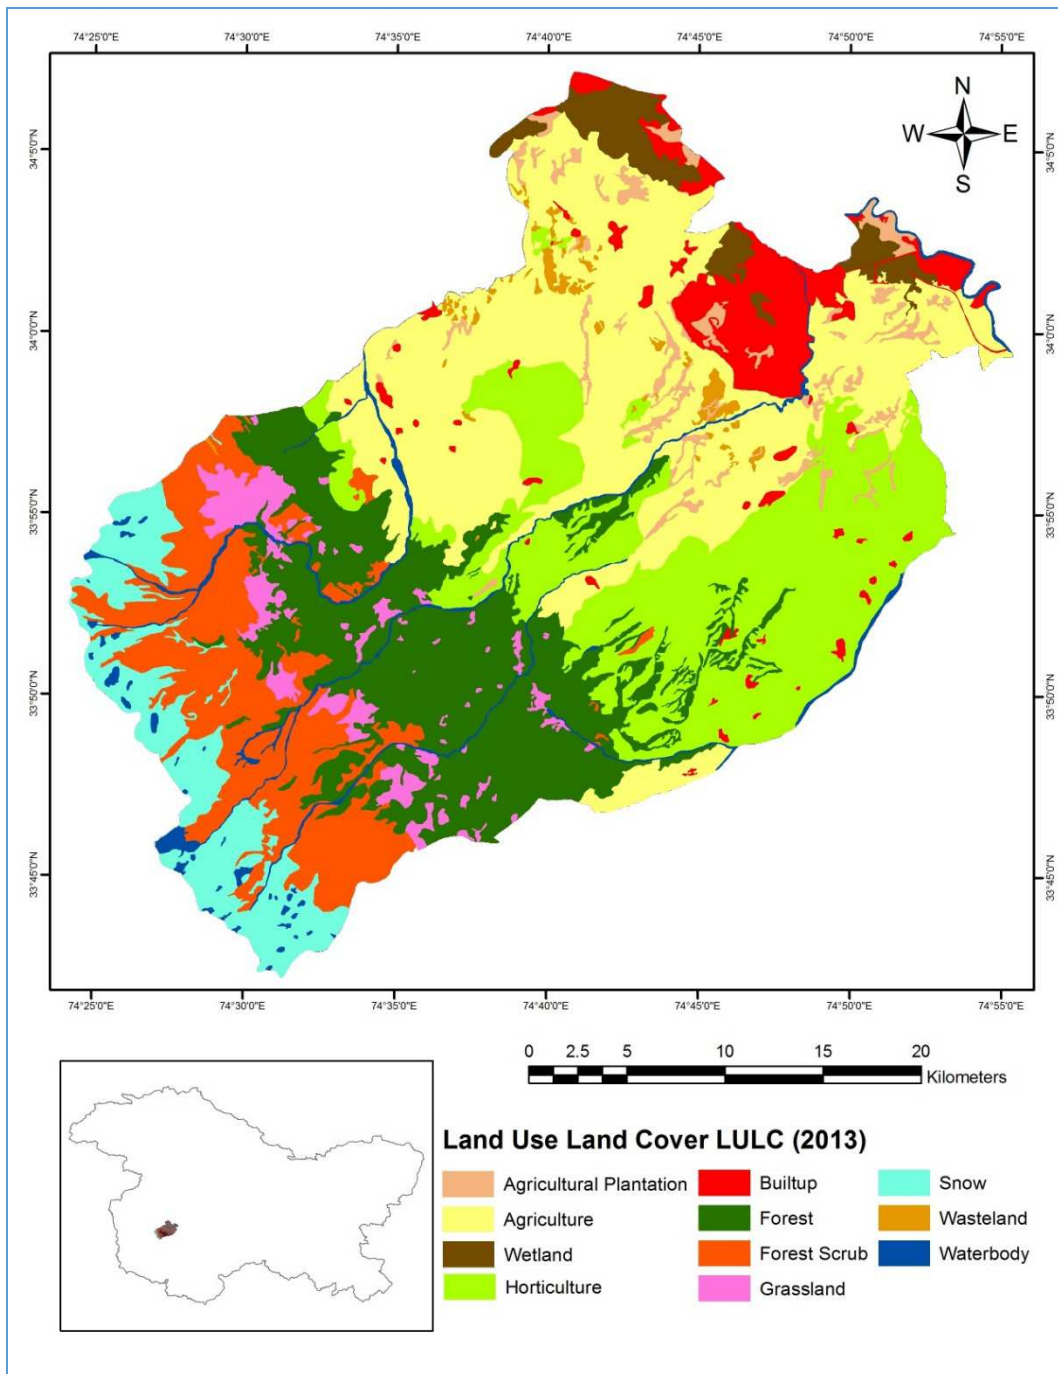 74°25'0"E 74°30'0"E 74°35'0"E 74°40'0"E 74°45'0"E 74°50'0"E 74°55'0"E
N
W E
S
34°5'0"N 34°5'0"N
34°0'0"N 34°0'0"N
33°55'0"N 33°55'0"N
33°50'0"N 33°50'0"N
33°45'0"N 33°45'0"N
74°25'0"E 74°30'0"E 74°35'0"E 74°40'0"E 74°45'0"E 74°50'0"E 74°55'0"E
0 2.5 5 10 15 20
Kilometers
Land Use Land Cover LULC (2013)
Agricultural Plantation
Agriculture
Wetland
Horticulture
Builtup
Forest
Forest Scrub
Grassland
Snow
Wasteland
Waterbody